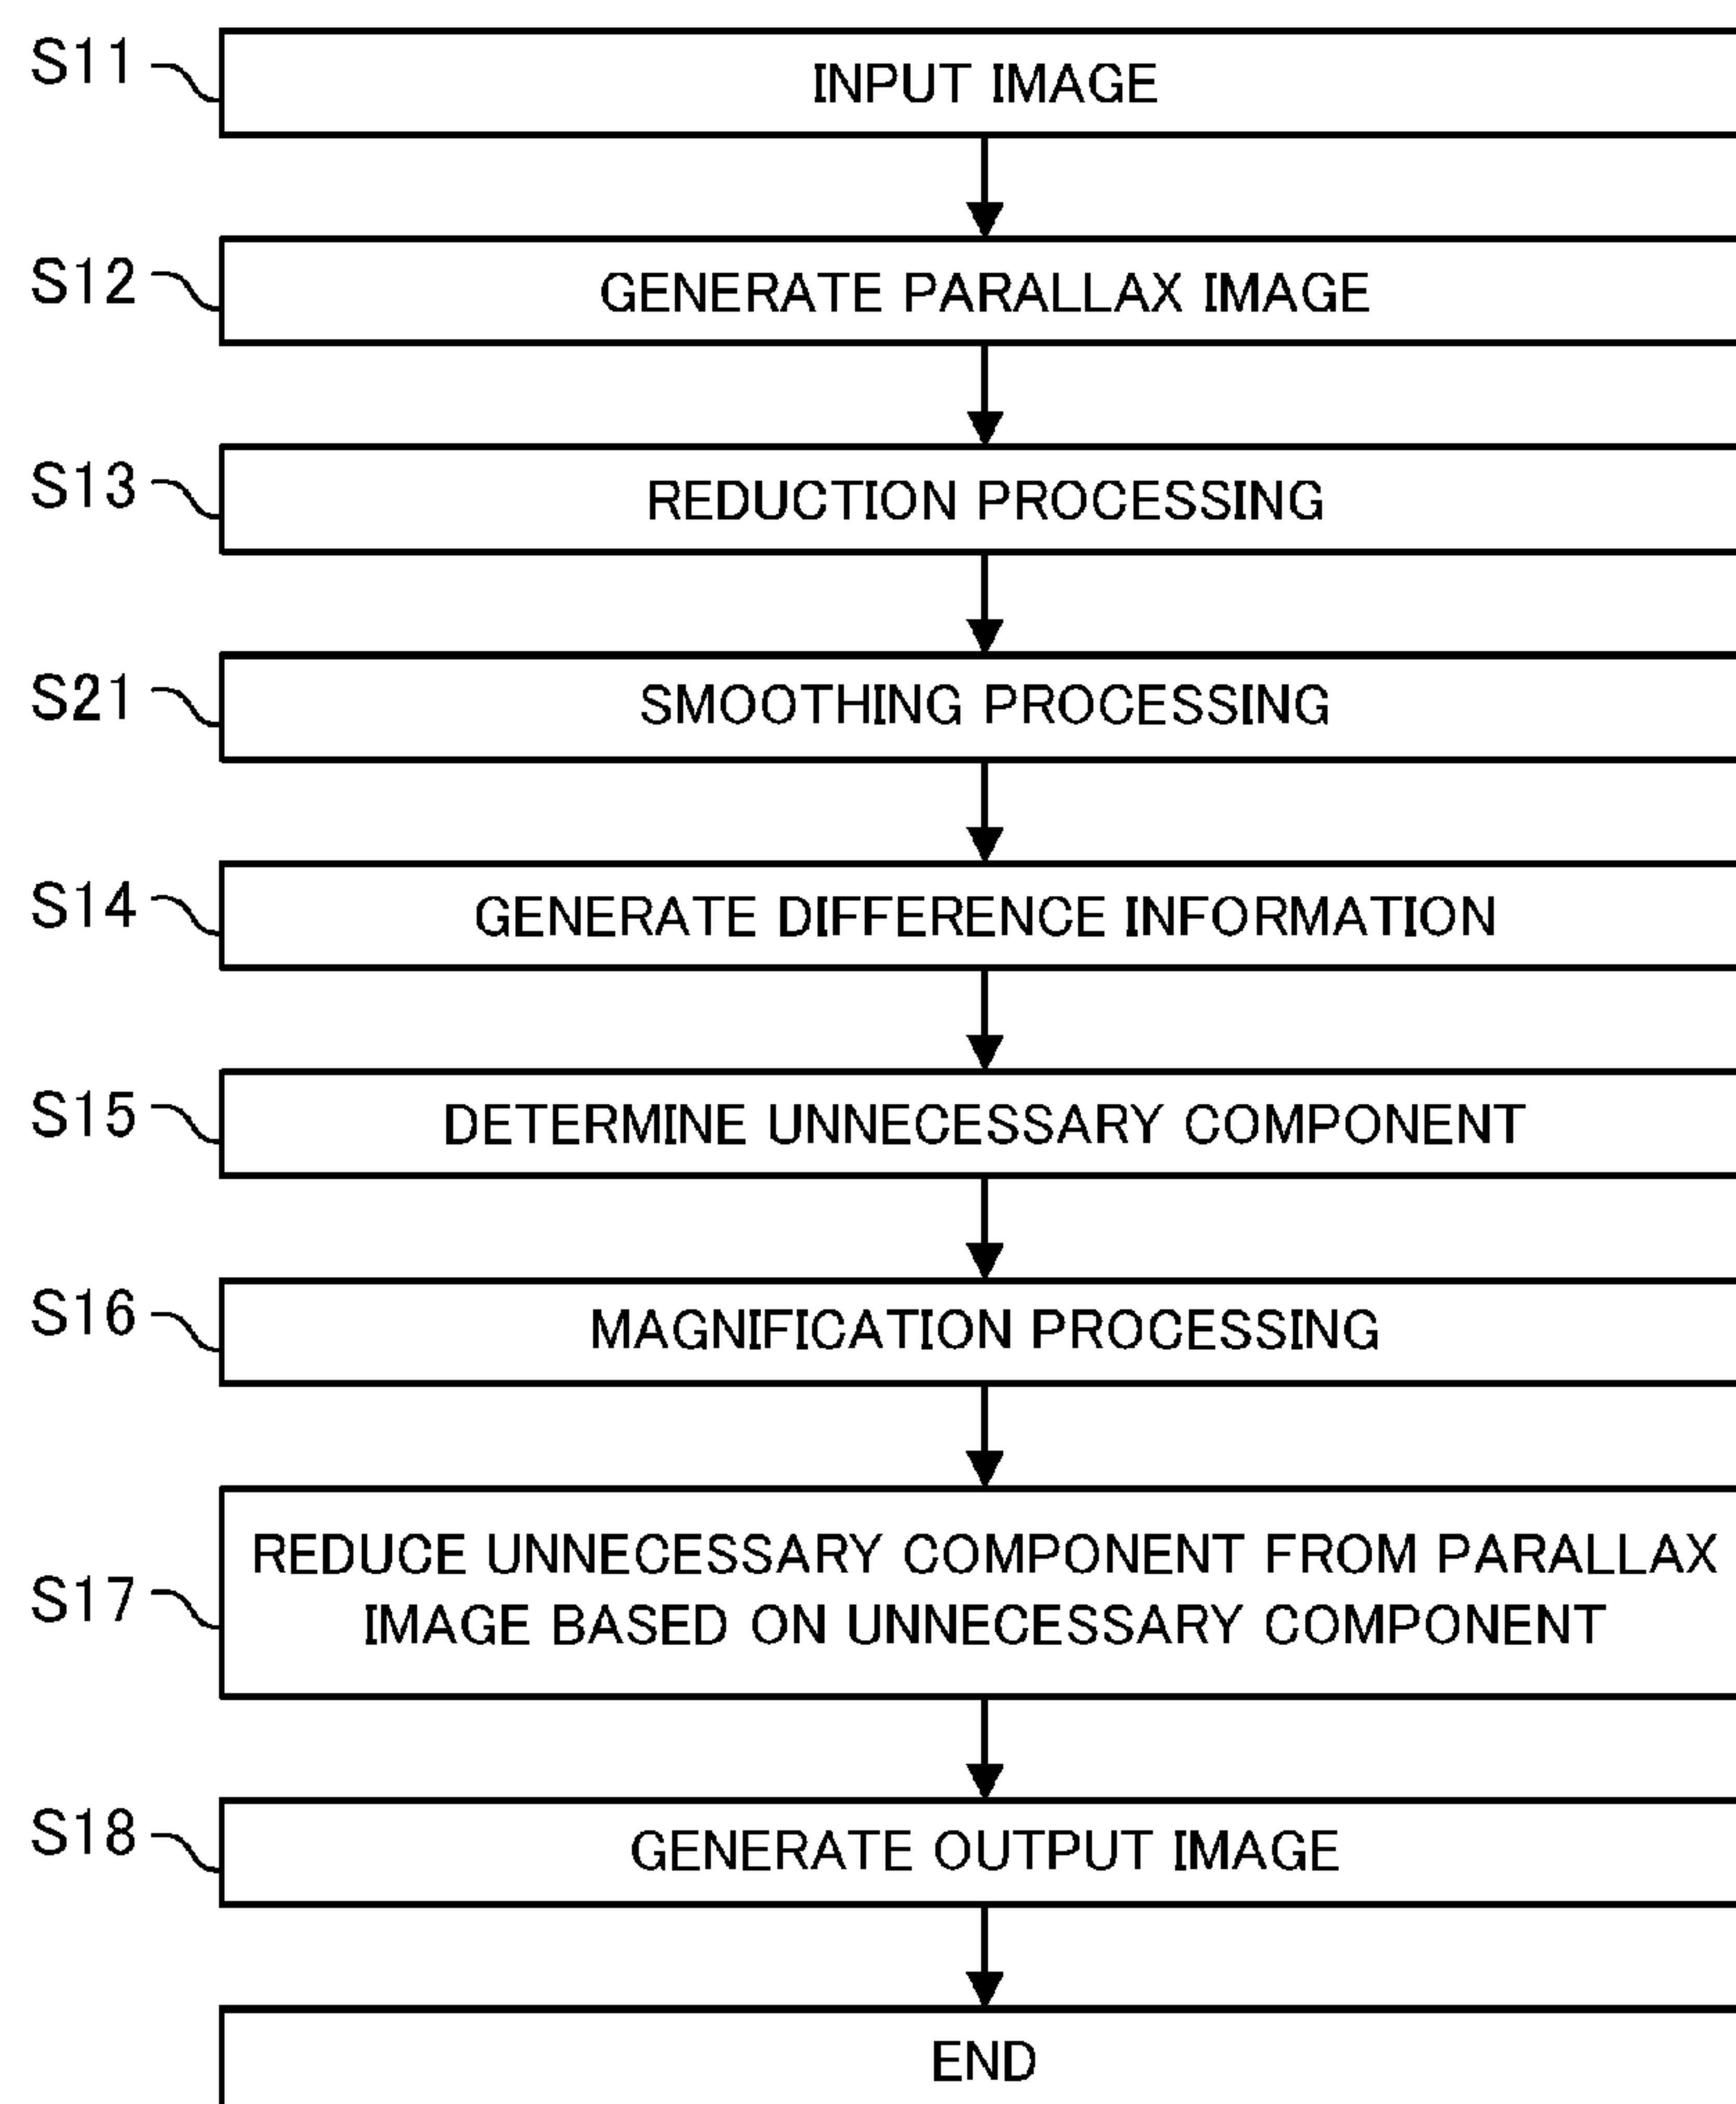 S11
INPUT IMAGE
S12
GENERATE PARALLAX IMAGE
S13
REDUCTION PROCESSING
S21
SMOOTHING PROCESSING
S14
GENERATE DIFFERENCE INFORMATION
S15
DETERMINE UNNECESSARY COMPONENT
S16
MAGNIFICATION PROCESSING
S17
REDUCE UNNECESSARY COMPONENT FROM PARALLAX
IMAGE BASED ON UNNECESSARY COMPONENT
S18
GENERATE OUTPUT IMAGE
END